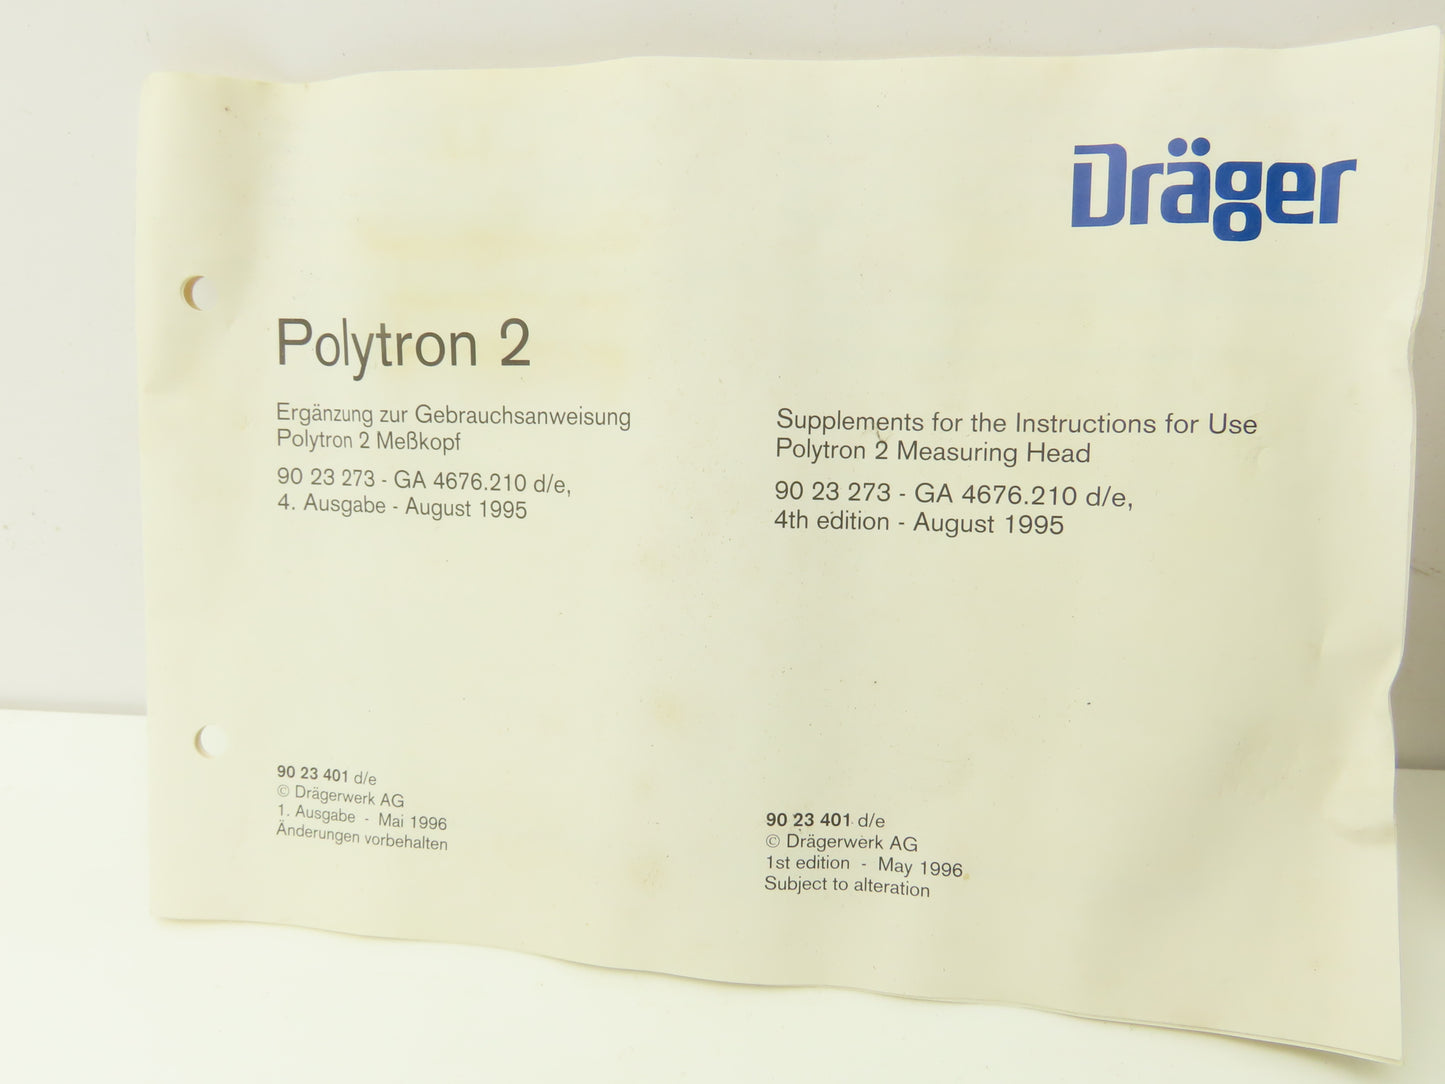 Dräger
Polytron 2
Ergänzung zur Gebrauchsanweisung
Polytron 2 Meßkopf
90 23 273 - GA 4676.210 d/e,
4. Ausgabe - August 1995
Supplements for the Instructions for Use
Polytron 2 Measuring Head
90 23 273 - GA 4676.210 d/e,
4th edition - August 1995
90 23 401 d/e
© Drägerwerk AG
1. Ausgabe - Mai 1996
Änderungen vorbehalten
90 23 401 d/e
© Drägerwerk AG
1st edition - May 1996
Subject to alteration